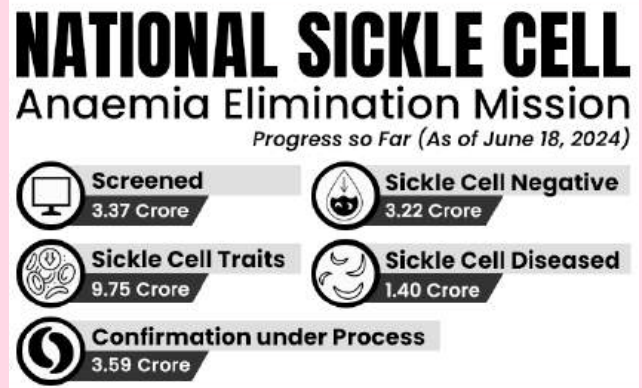 NATIONAL SICKLE CELL
Anaemia Elimination Mission
Progress so Far (As of June 18, 2024)
Screened
3.37 Crore
Sickle Cell Negative
3.22 Crore
Sickle Cell Traits
9.75 Crore
Sickle Cell Diseased
1.40 Crore
Confirmation under Process
3.59 Crore